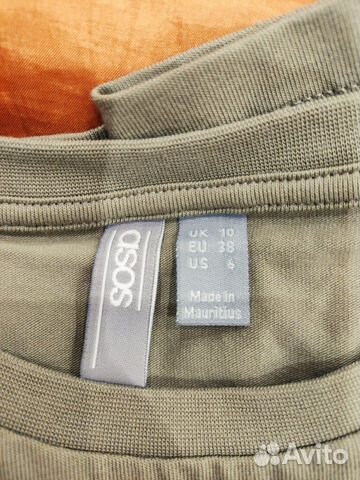 asos
UK 10
EU 38
US 6
Made in
Mauritius
Avito